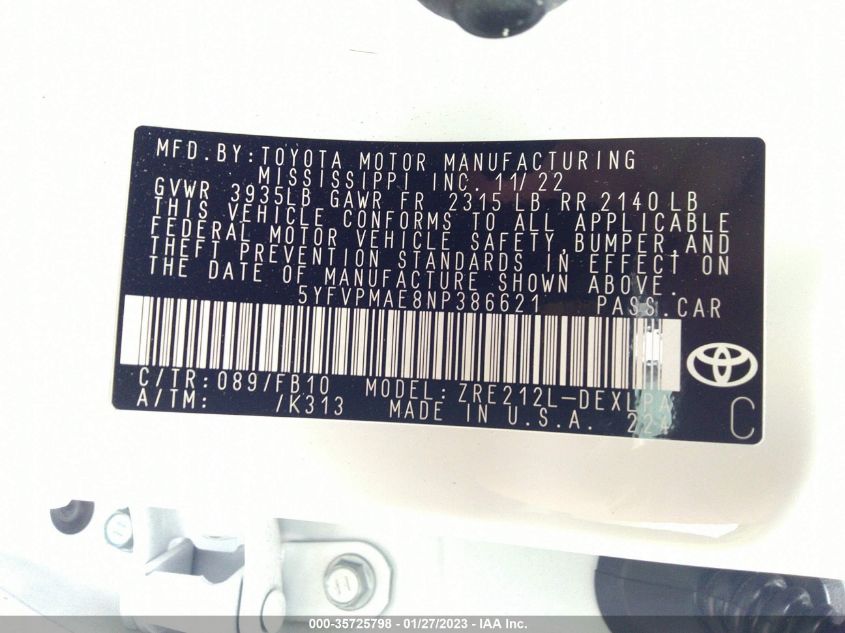 MFD.BY:TOYOTA MOTOR MANUFACTURING
MISSISSIPPI INC. 11/22
GVWR 3935LB GAWR FR 2315 LB RR 2140 LB
THIS VEHICLE CONFORMS TO ALL APPLICABLE
FEDERAL MOTOR VEHICLE SAFETY,BUMPER,AND
THEFT PREVENTION STANDARDS IN EFFECT ON
THE DATE OF MANUFACTURE SHOWN ABOVE.
5YFVPMAE8NP386621 PASS.CAR
C/TR:089/FB10 MODEL:ZRE212L-DEXLPA
A/TM: /K313 MADE IN U.S.A. 224
C
000-35725798 - 01/27/2023 - IAA Inc.